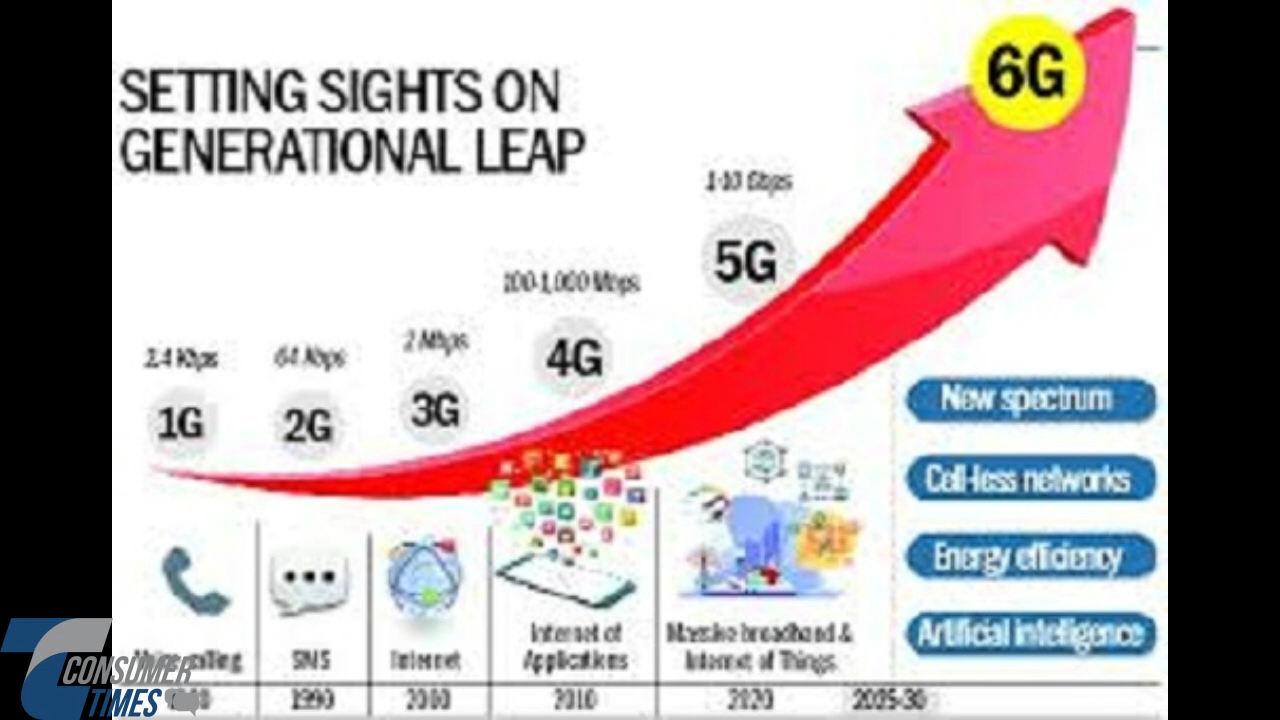 SETTING SIGHTS ON
GENERATIONAL LEAP
6G
1-10 Gbps
5G
100-1,000 Mbps
4G
2 Mbps
3G
64 Kbps
2G
2.4 Kbps
1G
New spectrum
Cell-less networks
Energy efficiency
Artificial intelligence
calling
SMS
Internet
Internet of
Applications
Massive broadband &
Internet of Things
1990
2000
2010
2020
2025-30
CONSUMER
TIMES